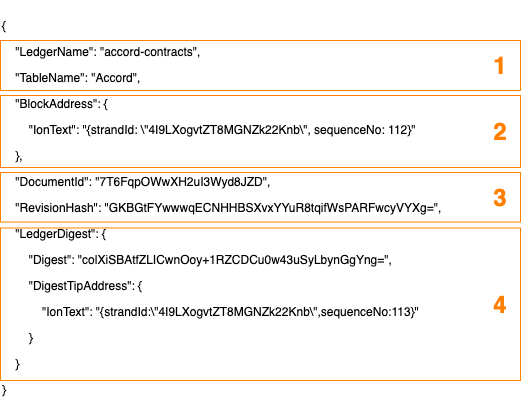 {
"LedgerName": "accord-contracts",
"TableName": "Accord",
1
"BlockAddress": {
"IonText": "{strandId: \"4I9LXogvtZT8MGNZk22Knb\", sequenceNo: 112}"
},
2
"DocumentId": "7T6FqpOWwXH2uI3Wyd8JZD",
"RevisionHash": "GKBGtFYwwwqECNHHBSXvxYYuR8tqifWsPARFwcyVYXg=",
3
"LedgerDigest": {
"Digest": "colXiSBAtfZLICwnOoy+1RZCDCu0w43uSyLbynGgYng=",
"DigestTipAddress": {
"IonText": "{strandId:\"4I9LXogvtZT8MGNZk22Knb\",sequenceNo:113}"
}
}
4
}